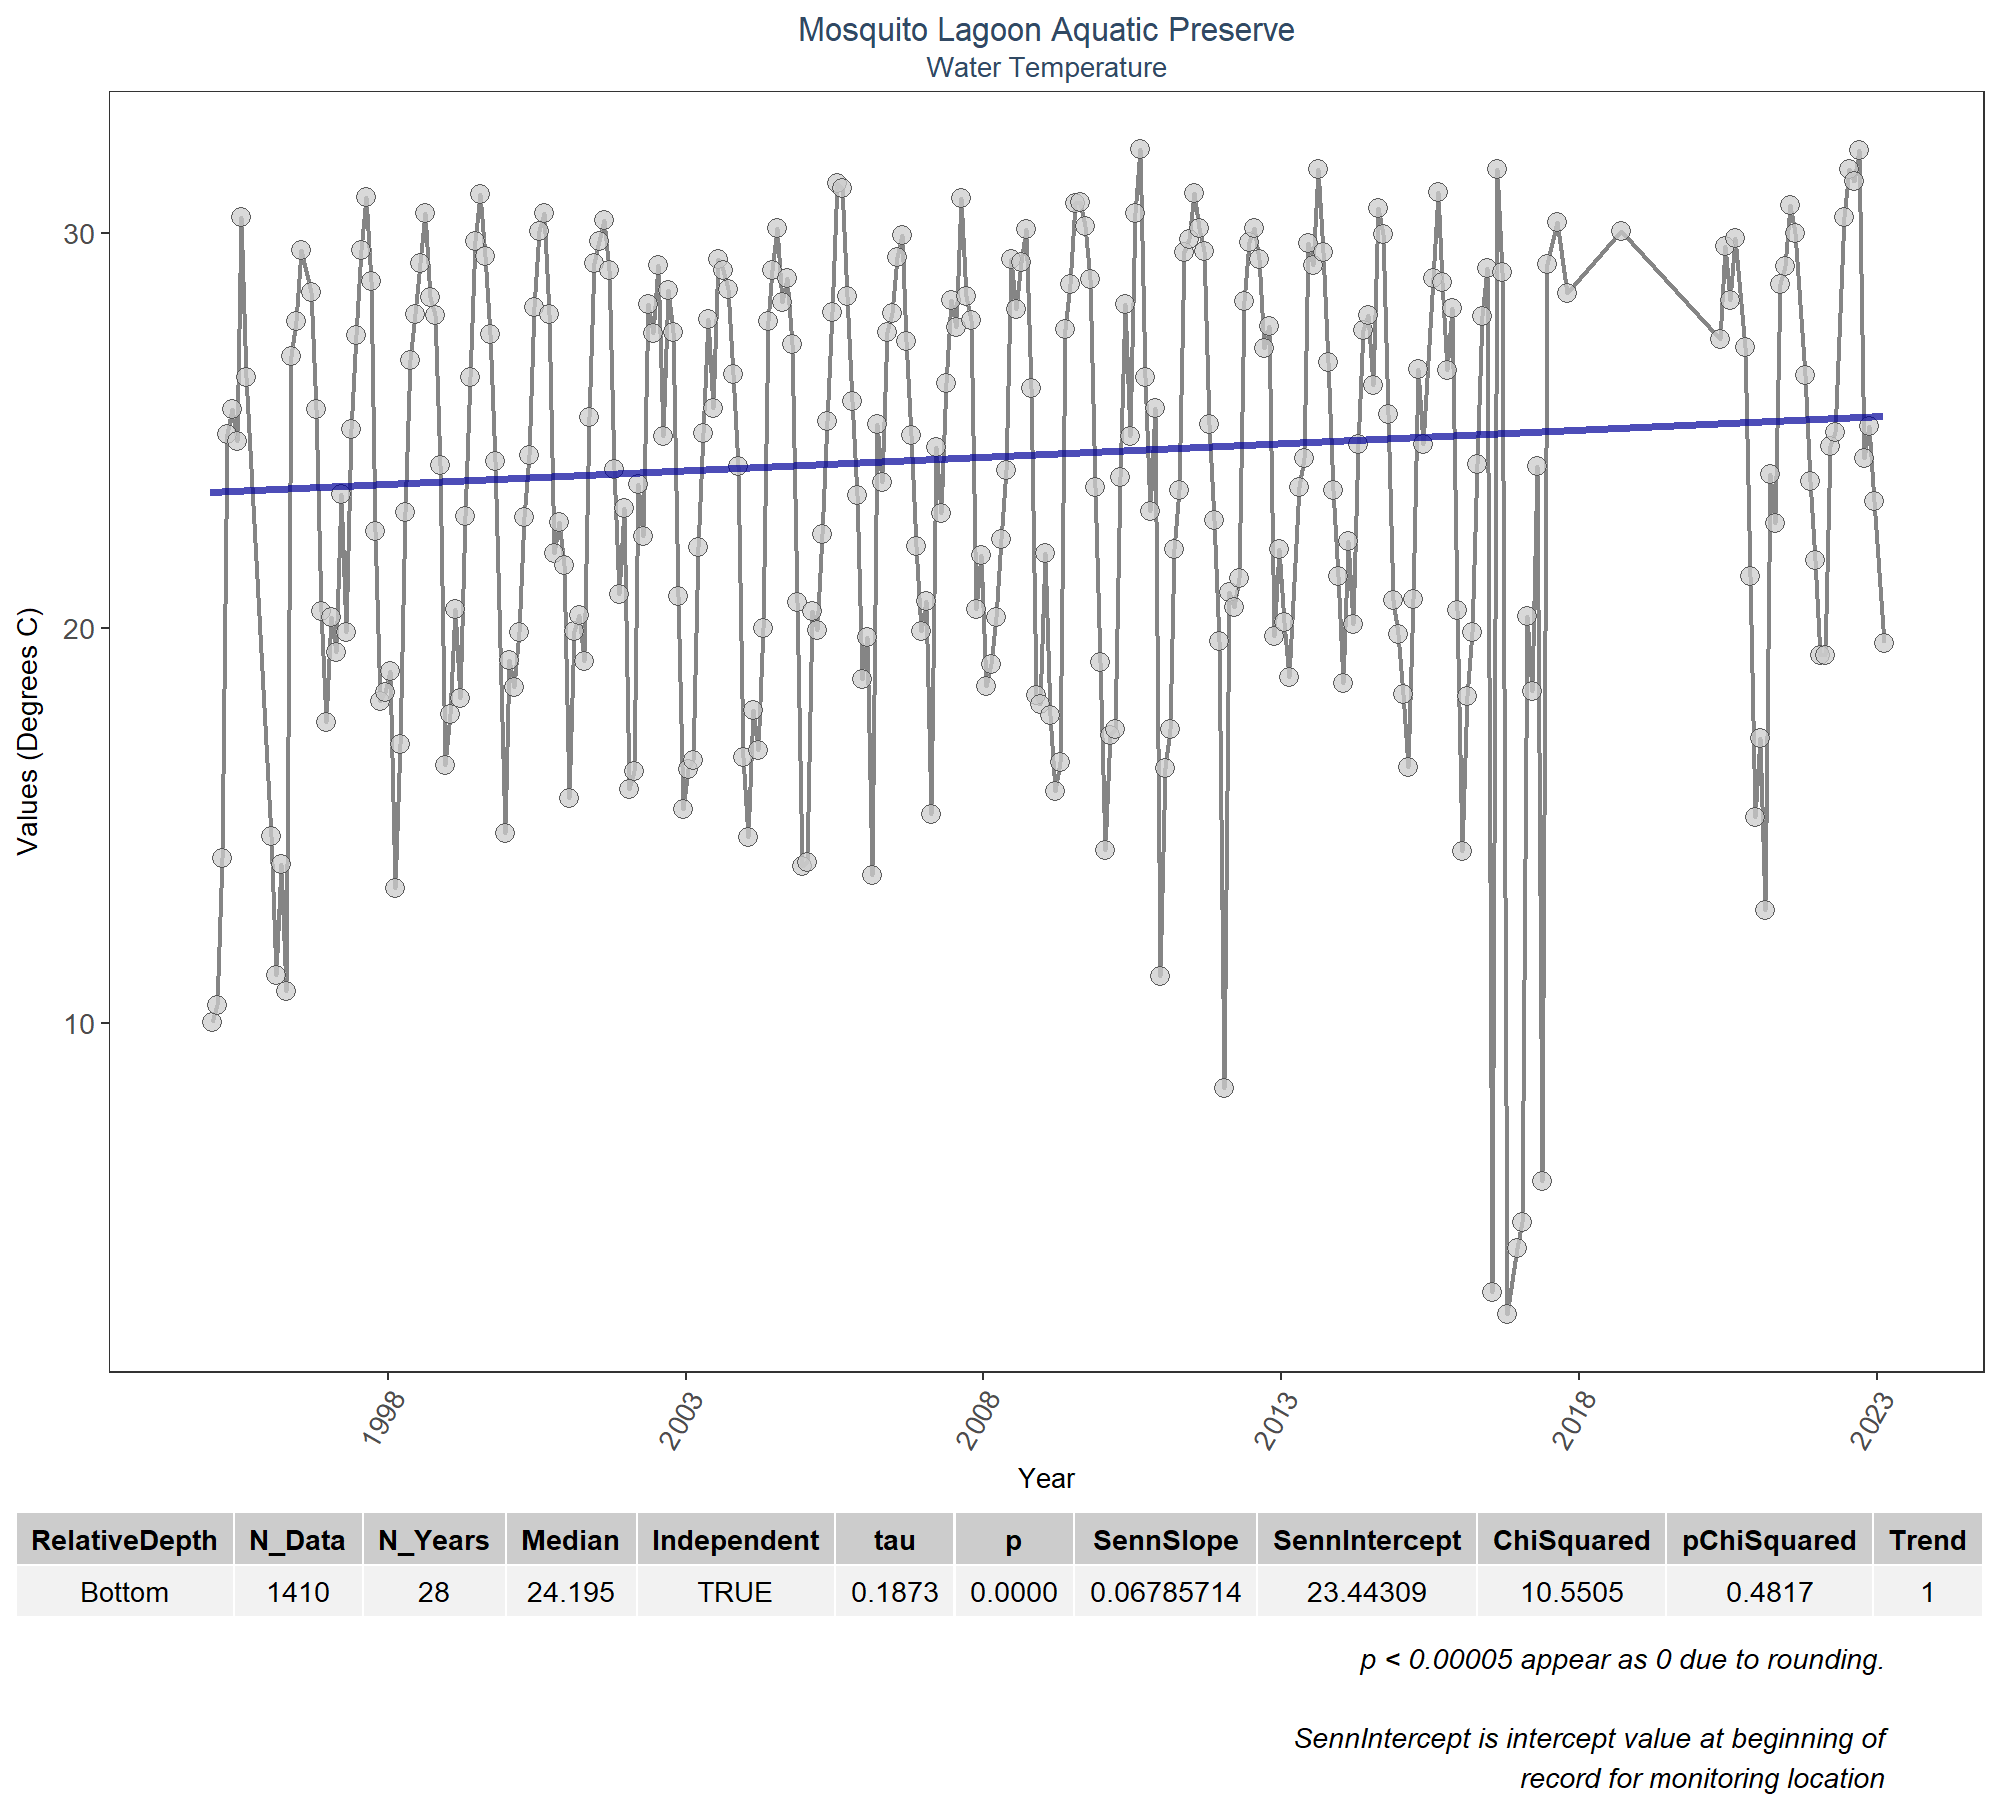 Mosquito Lagoon Aquatic Preserve
Water Temperature
Values (Degrees C)
30
20
10
1998 2003 2008 2013 2018 2023
Year
RelativeDepth N_Data N_Years Median Independent tau p SennSlope SennIntercept ChiSquared pChiSquared Trend
Bottom 1410 28 24.195 TRUE 0.1873 0.0000 0.06785714 23.44309 10.5505 0.4817 1
p < 0.00005 appear as 0 due to rounding.
SennIntercept is intercept value at beginning of
record for monitoring location